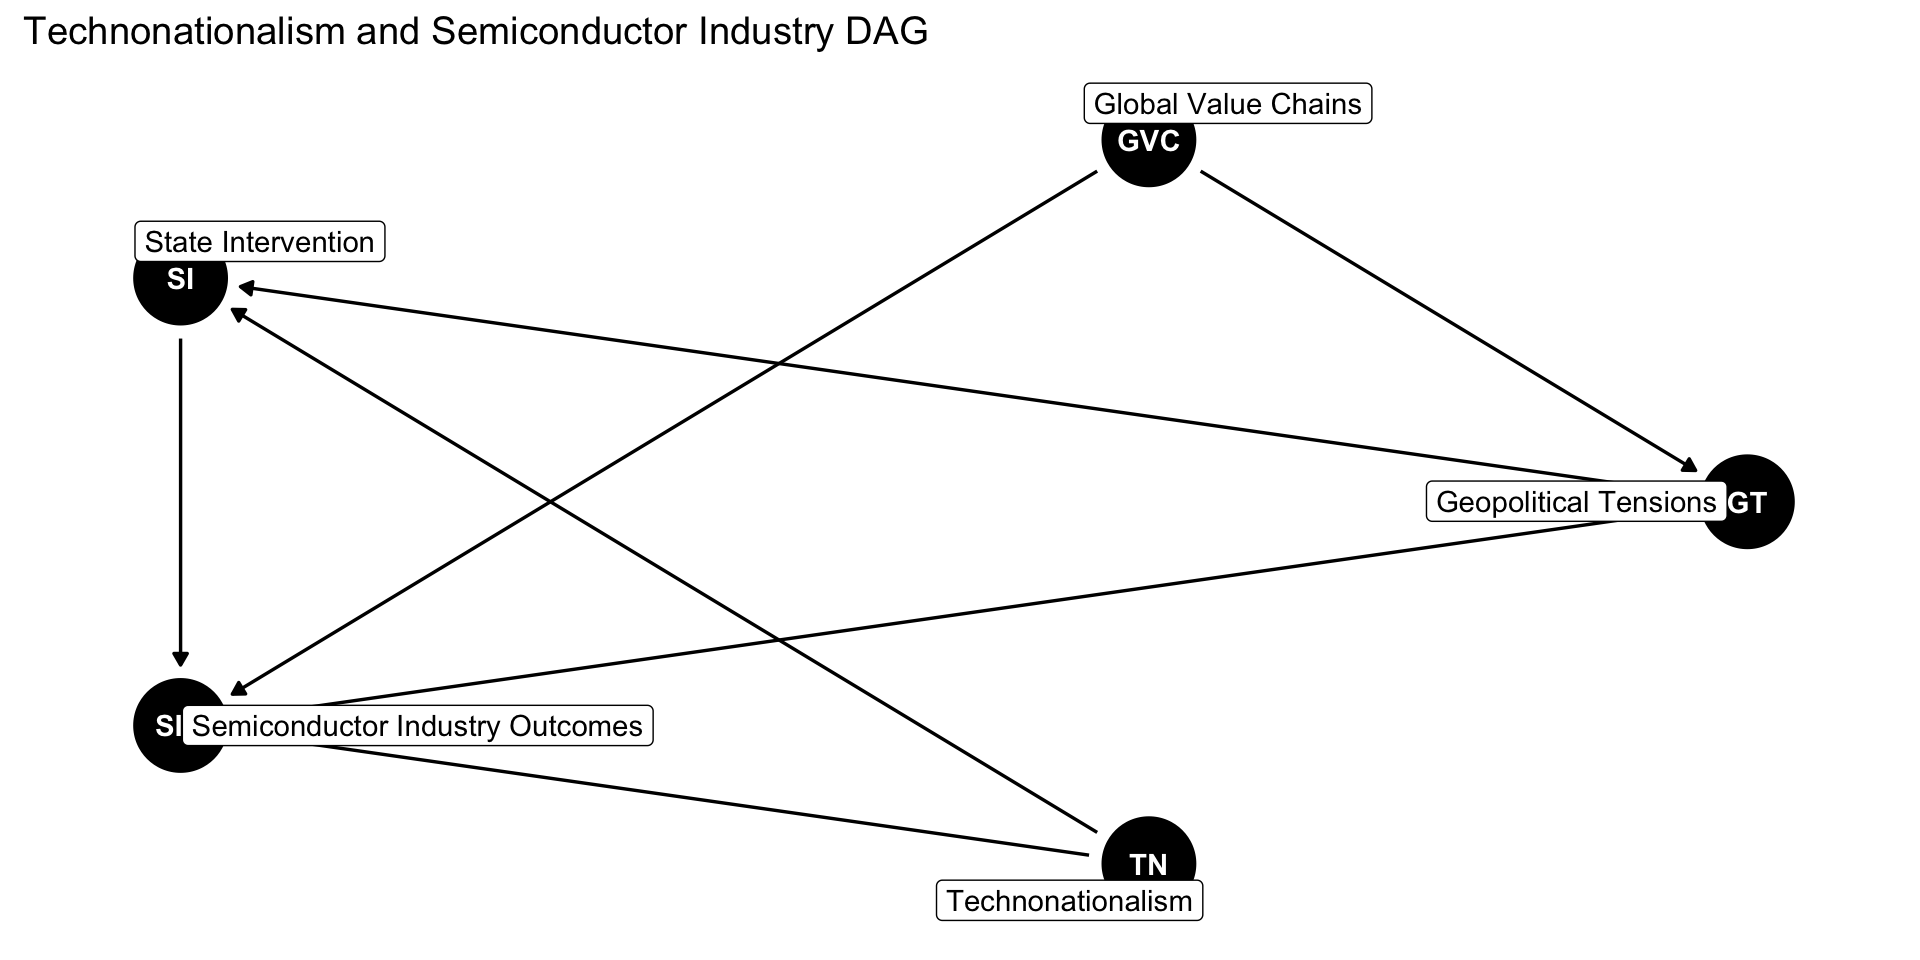 Technonationalism and Semiconductor Industry DAG
Global Value Chains
GVC
State Intervention
SI
Geopolitical Tensions
GT
Semiconductor Industry Outcomes
TN
Technonationalism